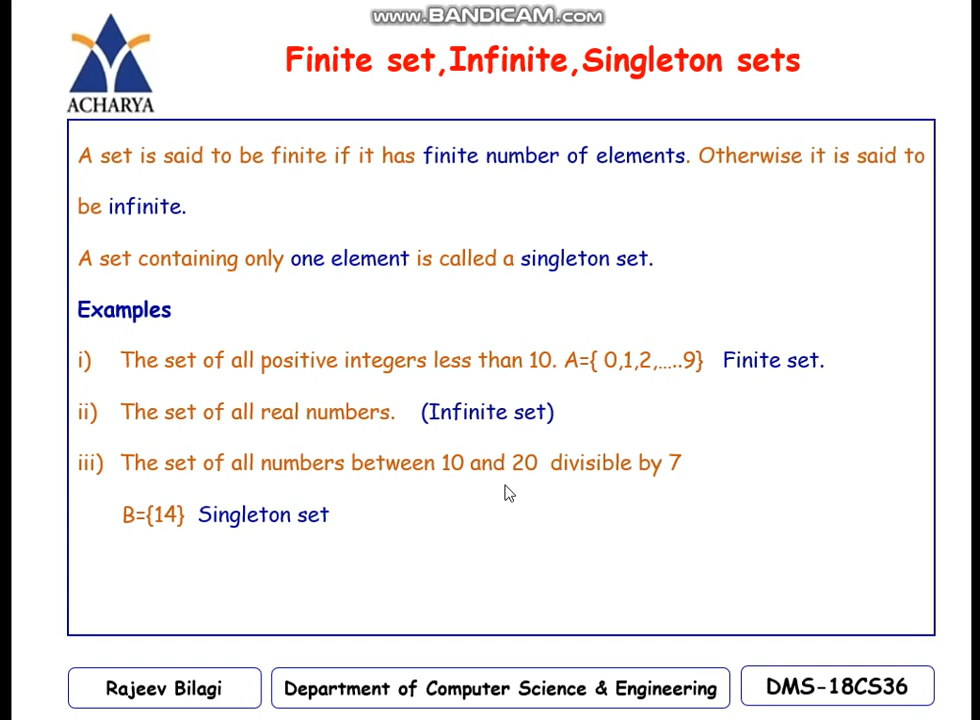 www.BANDICAM.com
ACHARYA
Finite set,Infinite,Singleton sets
A set is said to be finite if it has finite number of elements. Otherwise it is said to
be infinite.
A set containing only one element is called a singleton set.
Examples
i) The set of all positive integers less than 10. A={ 0,1,2,…..9} Finite set.
ii) The set of all real numbers. (Infinite set)
iii) The set of all numbers between 10 and 20 divisible by 7
B={14} Singleton set
Rajeev Bilagi
Department of Computer Science & Engineering
DMS-18CS36